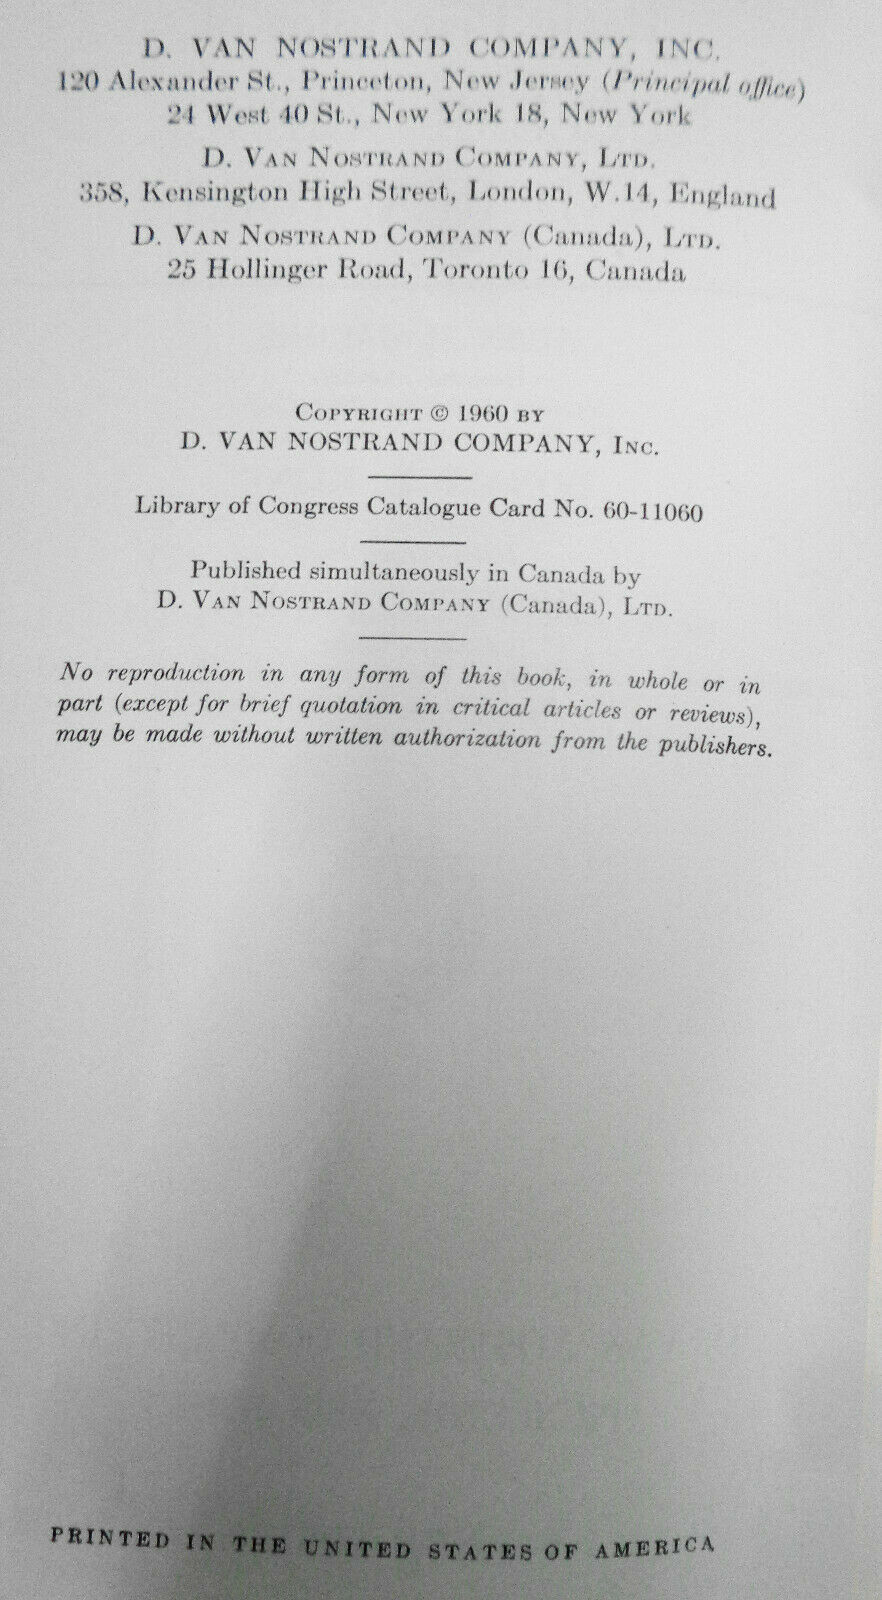 D. VAN NOSTRAND COMPANY, INC.
120 Alexander St., Princeton, New Jersey (Principal office)
24 West 40 St., New York 18, New York
D. VAN NOSTRAND COMPANY, LTD.
358, Kensington High Street, London, W.14, England
D. VAN NOSTRAND COMPANY (Canada), LTD.
25 Hollinger Road, Toronto 16, Canada
COPYRIGHT © 1960 BY
D. VAN NOSTRAND COMPANY, INC.
Library of Congress Catalogue Card No. 60-11060
Published simultaneously in Canada by
D. VAN NOSTRAND COMPANY (Canada), LTD.
No reproduction in any form of this book, in whole or in
part (except for brief quotation in critical articles or reviews),
may be made without written authorization from the publishers.
PRINTED IN THE UNITED STATES OF AMERICA